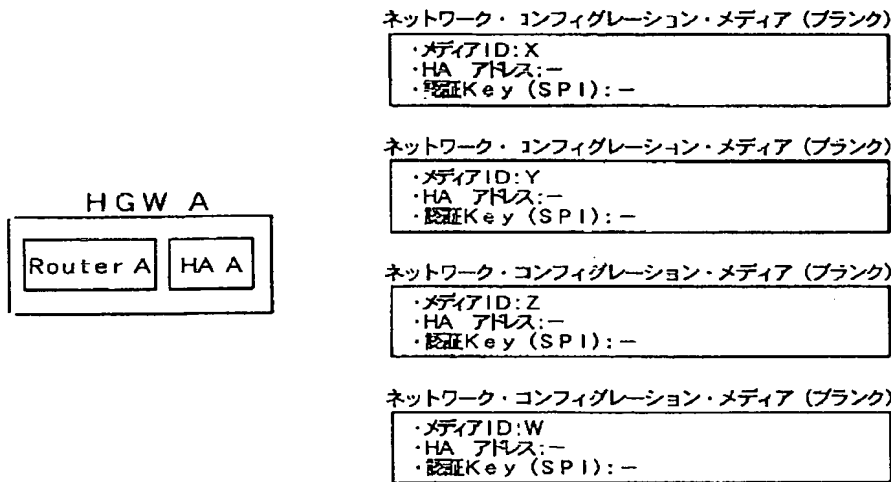 HGW A
Router A
HA A
ネットワーク・コンフィグレーション・メディア (ブランク)
・メディアID:X
・HA アドレス:ー
・認証Key (SPI):ー
ネットワーク・コンフィグレーション・メディア (ブランク)
・メディアID:Y
・HA アドレス:ー
・認証Key (SPI):ー
ネットワーク・コンフィグレーション・メディア (ブランク)
・メディアID:Z
・HA アドレス:ー
・認証Key (SPI):ー
ネットワーク・コンフィグレーション・メディア (ブランク)
・メディアID:W
・HA アドレス:ー
・認証Key (SPI):ー